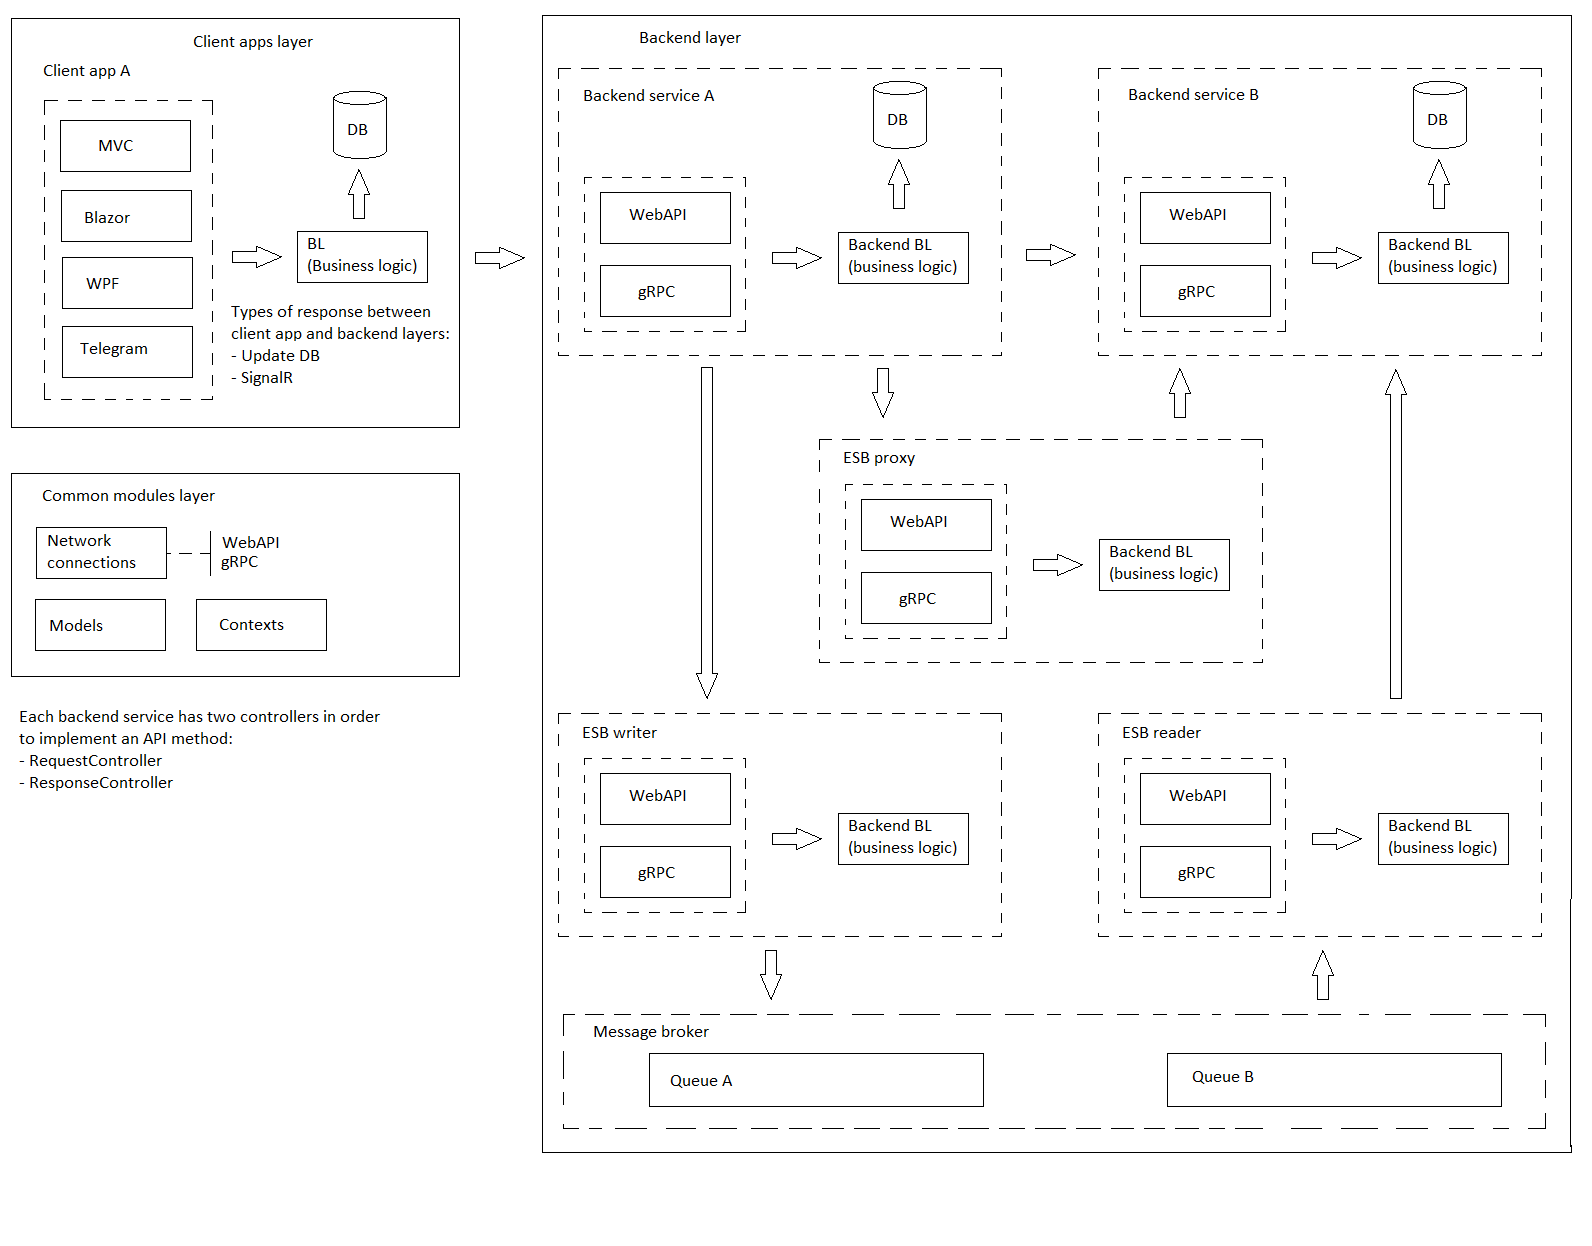 Client apps layer
Client app A
MVC
Blazor
WPF
Telegram
DB
BL
(Business logic)
Types of response between
client app and backend layers:
- Update DB
- SignalR
Common modules layer
Network
connections
WebAPI
gRPC
Models
Contexts
Each backend service has two controllers in order
to implement an API method:
- RequestController
- ResponseController
Backend layer
Backend service A
WebAPI
gRPC
DB
Backend BL
(business logic)
Backend service B
WebAPI
gRPC
DB
Backend BL
(business logic)
ESB proxy
WebAPI
gRPC
Backend BL
(business logic)
ESB writer
WebAPI
gRPC
Backend BL
(business logic)
ESB reader
WebAPI
gRPC
Backend BL
(business logic)
Message broker
Queue A
Queue B